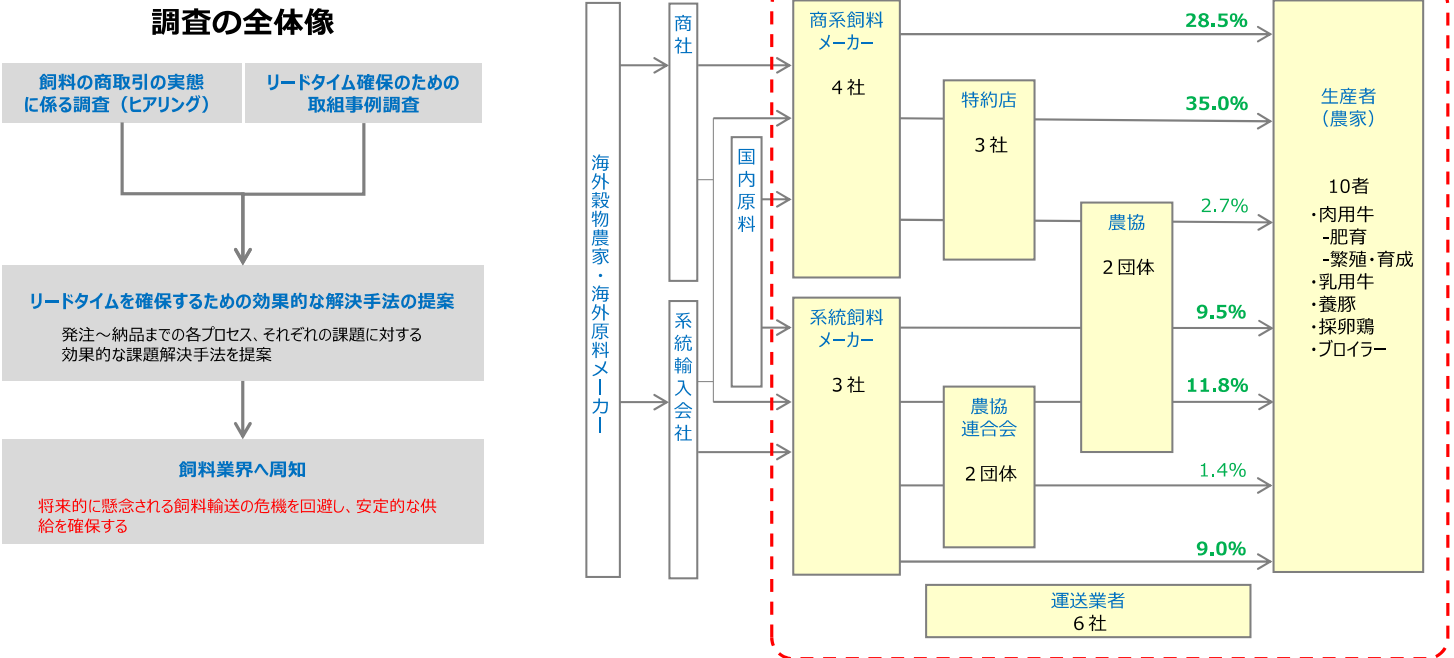 調査の全体像
飼料の商取引の実態
に係る調査（ヒアリング）
リードタイム確保のための
取組事例調査
リードタイムを確保するための効果的な解決手法の提案
発注～納品までの各プロセス、それぞれの課題に対する
効果的な課題解決手法を提案
飼料業界へ周知
将来的に懸念される飼料輸送の危機を回避し、安定的な供
給を確保する
海外穀物農家・海外原料メーカー
商社
系統輸入会社
国内原料
商系飼料
メーカー
4社
系統飼料
メーカー
3社
特約店
3社
農協
連合会
2団体
農協
2団体
28.5%
35.0%
2.7%
9.5%
11.8%
1.4%
9.0%
生産者
（農家）
10者
・肉用牛
-肥育
-繁殖・育成
・乳用牛
・養豚
・採卵鶏
・ブロイラー
運送業者
6社